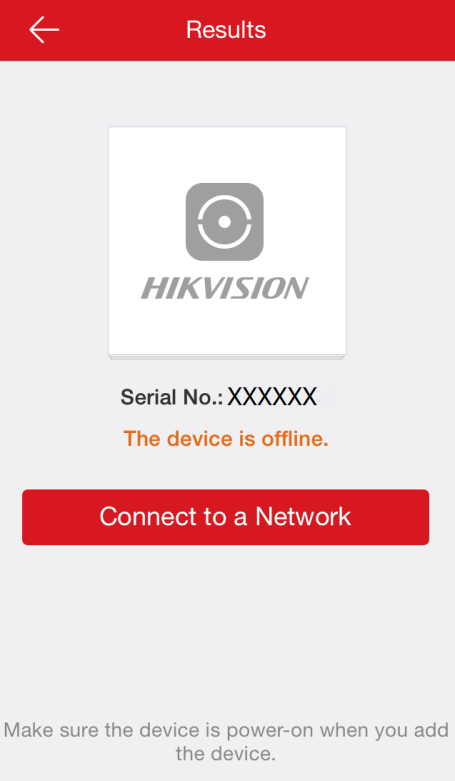 Results
HIKVISION
Serial No.: XXXXXX
The device is offline.
Connect to a Network
Make sure the device is power-on when you add
the device.